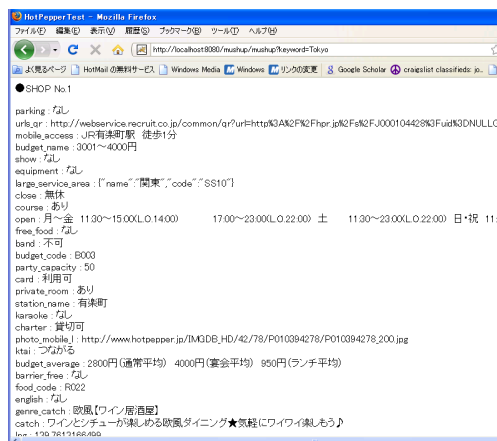 HotPepperTest - Mozilla Firefox
ファイル(F) 編集(E) 表示(V) 履歴(S) ブックマーク(B) ツール(T) ヘルプ(H)
http://localhost:8080/mushup/mushup?keyword=Tokyo
よく見るページ HotMail の無料サービス Windows Media Windows リンクの変更 Google Scholar craigslist classifieds: jo...
●SHOP No.1
parking : なし
urls_qr : http://webservice.recruit.co.jp/common/qr?url=http%3A%2F%2Fhpr.jp%2Fs%2FJ000104428%3Fuid%3DNULLG
mobile_access : JR有楽町駅 徒歩1分
budget_name : 3001～4000円
show : なし
equipment : なし
large_service_area : {"name":"関東","code":"SS10"}
close : 無休
course : あり
open : 月～金 11:30～15:00(L.O.14:00) 17:00～23:00(L.O.22:00) 土 11:30～23:00(L.O.22:00) 日・祝 11:
free_food : なし
band : 不可
budget_code : B003
party_capacity : 50
card : 利用可
private_room : あり
station_name : 有楽町
karaoke : なし
charter : 貸切可
photo_mobile_l : http://www.hotpepper.jp/IMGDB_HD/42/78/P010394278/P010394278_200.jpg
ktai : つながる
budget_average : 2800円(通常平均) 4000円(宴会平均) 950円(ランチ平均)
barrier_free : なし
food_code : R022
english : なし
genre_catch : 欧風【ワイン居酒屋】
catch : ワインとシチューが楽しめる欧風ダイニング★気軽にワイワイ楽しもう♪
lng : 139.7613166499